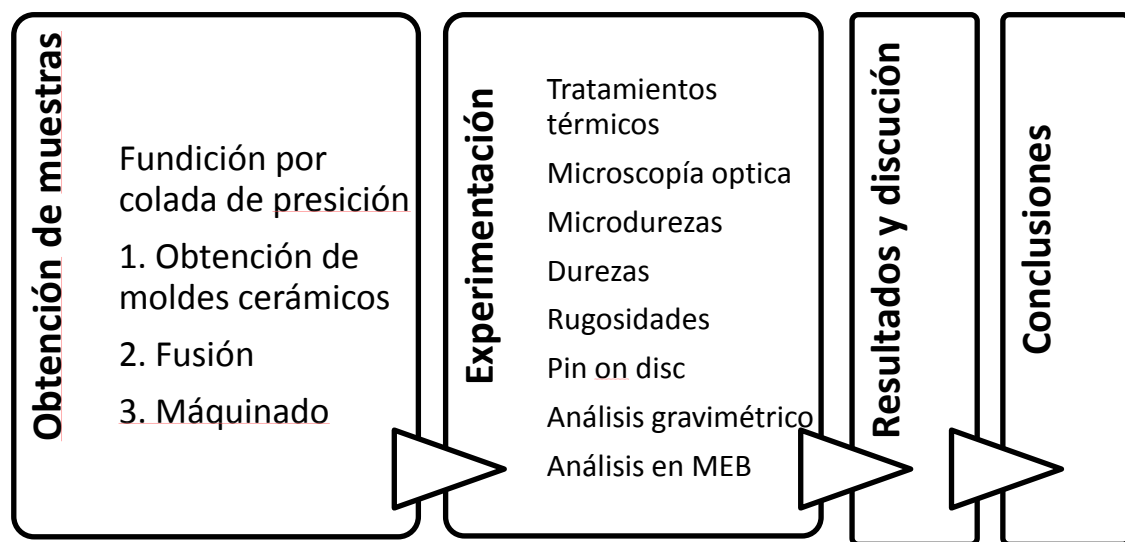 Obtención de muestras
Fundición por
colada de presición
1. Obtención de
moldes cerámicos
2. Fusión
3. Máquinado
Experimentación
Tratamientos
térmicos
Microscopía optica
Microdurezas
Durezas
Rugosidades
Pin on disc
Análisis gravimétrico
Análisis en MEB
Resultados y discución
Conclusiones